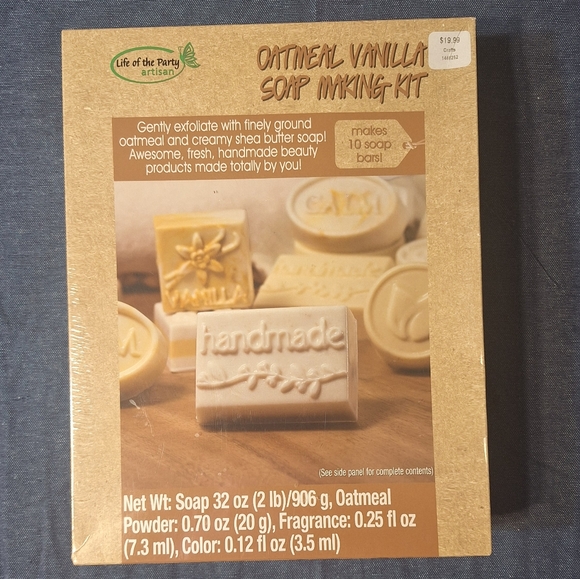 Life of the Party
artisan
OATMEAL VANILLA
SOAP MAKING KIT
$19.99
Gently exfoliate with finely ground
oatmeal and creamy shea butter soap!
Awesome, fresh, handmade beauty
products made totally by you!
makes
10 soap
bars!
VANILLA
handmade
(See side panel for complete contents)
Net Wt: Soap 32 oz (2 lb)/906 g, Oatmeal
Powder: 0.70 oz (20 g), Fragrance: 0.25 fl oz
(7.3 ml), Color: 0.12 fl oz (3.5 ml)